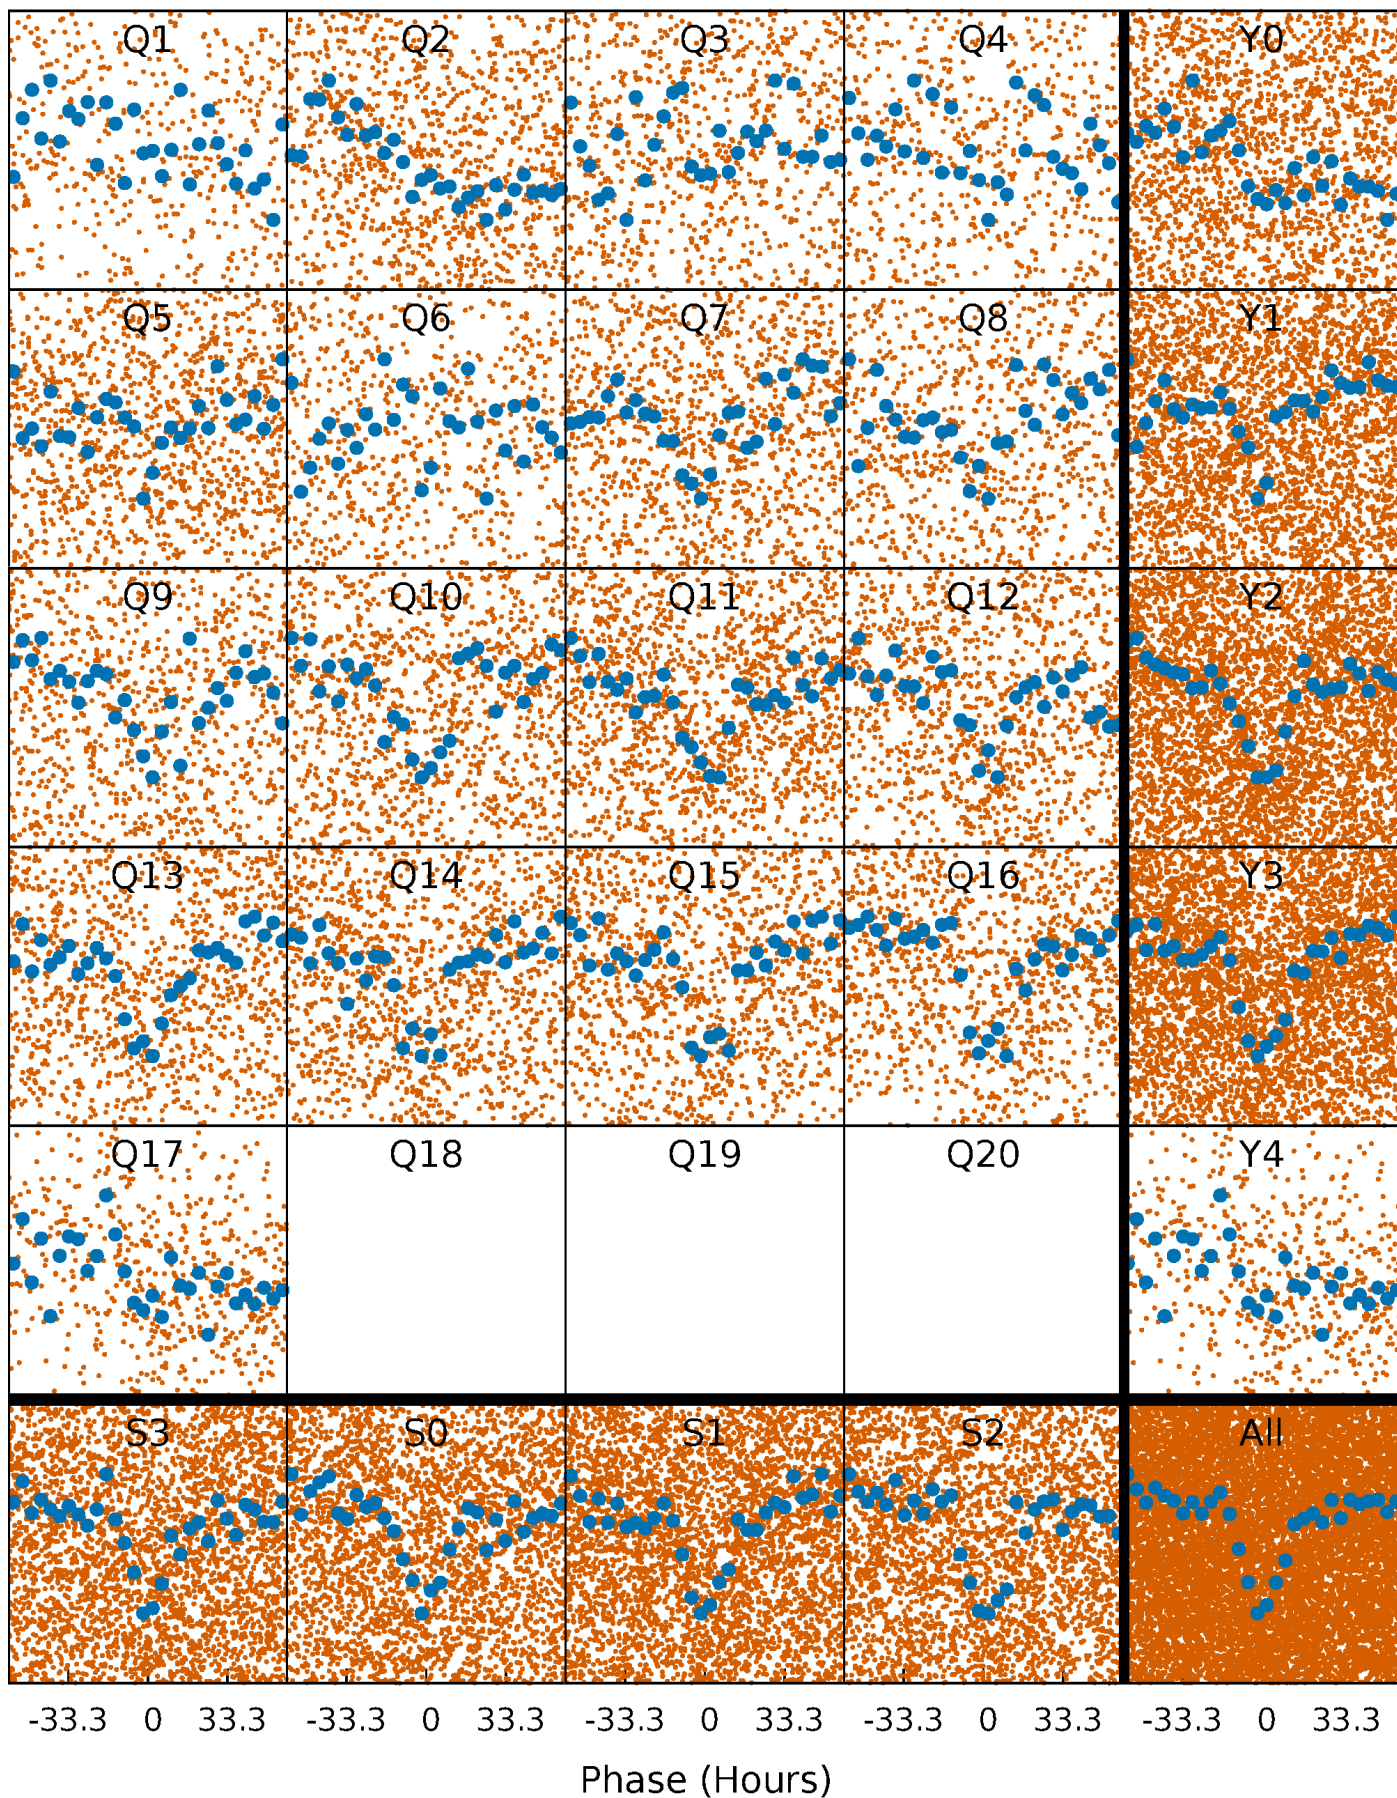 Q1 Q2 Q3 Q4 Y0
Q5 Q6 Q7 Q8 Y1
Q9 Q10 Q11 Q12 Y2
Q13 Q14 Q15 Q16 Y3
Q17 Q18 Q19 Q20 Y4
S3 S0 S1 S2 All
-33.3 0 33.3 -33.3 0 33.3 -33.3 0 33.3 -33.3 0 33.3 -33.3 0 33.3
Phase (Hours)